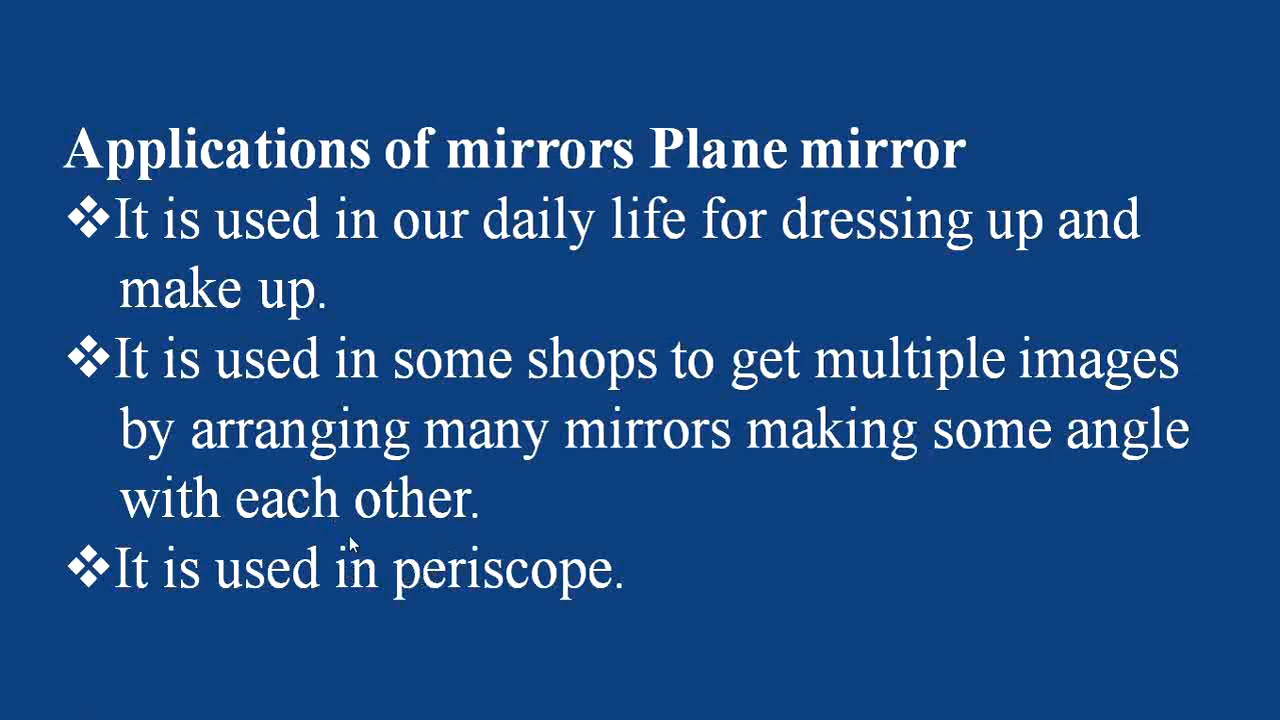 Applications of mirrors Plane mirror
❖It is used in our daily life for dressing up and
make up.
❖It is used in some shops to get multiple images
by arranging many mirrors making some angle
with each other.
❖It is used in periscope.